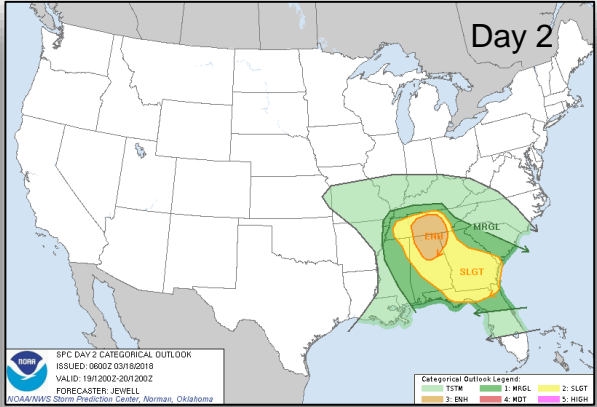 Day 2
MRGL
ENH
SLGT
NOAA
SPC DAY 2 CATEGORICAL OUTLOOK
ISSUED: 0600Z 03/18/2018
VALID: 19/1200Z-20/1200Z
FORECASTER: JEWELL
NOAA/NWS Storm Prediction Center, Norman, Oklahoma
Categorical Outlook Legend:
TSTM 1: MRGL 2: SLGT
3: ENH 4: MDT 5: HIGH